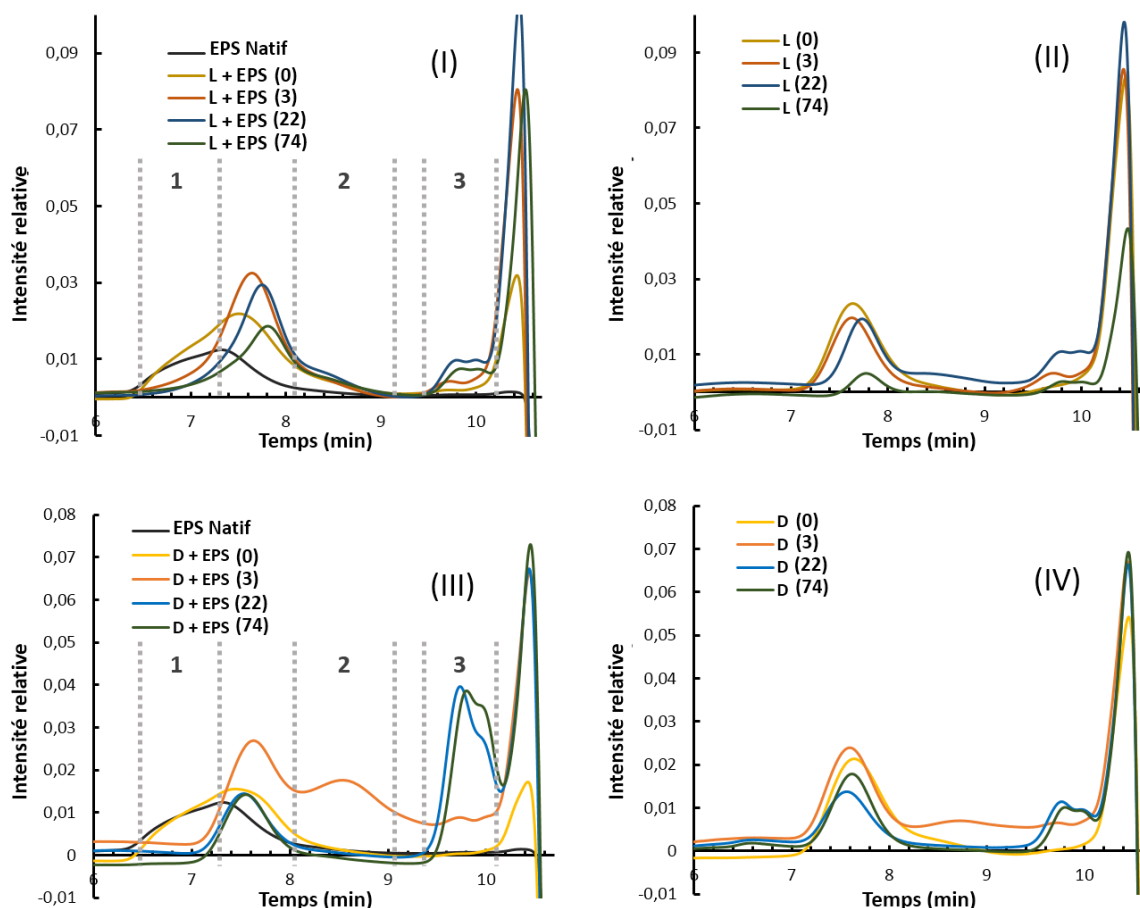 0,09
0,07
0,05
0,03
0,01
-0,01
Intensité relative
EPS Natif
L + EPS (0)
L + EPS (3)
L + EPS (22)
L + EPS (74)
(I)
1
2
3
6 7 8 9 10
Temps (min)
0,09
0,07
0,05
0,03
0,01
-0,01
Intensité relative
L (0)
L (3)
L (22)
L (74)
(II)
6 7 8 9 10
Temps (min)
0,08
0,07
0,06
0,05
0,04
0,03
0,02
0,01
0
-0,01
Intensité relative
EPS Natif
D + EPS (0)
D + EPS (3)
D + EPS (22)
D + EPS (74)
(III)
1
2
3
6 7 8 9 10
Temps (min)
0,08
0,07
0,06
0,05
0,04
0,03
0,02
0,01
0
-0,01
Intensité relative
D (0)
D (3)
D (22)
D (74)
(IV)
6 7 8 9 10
Temps (min)